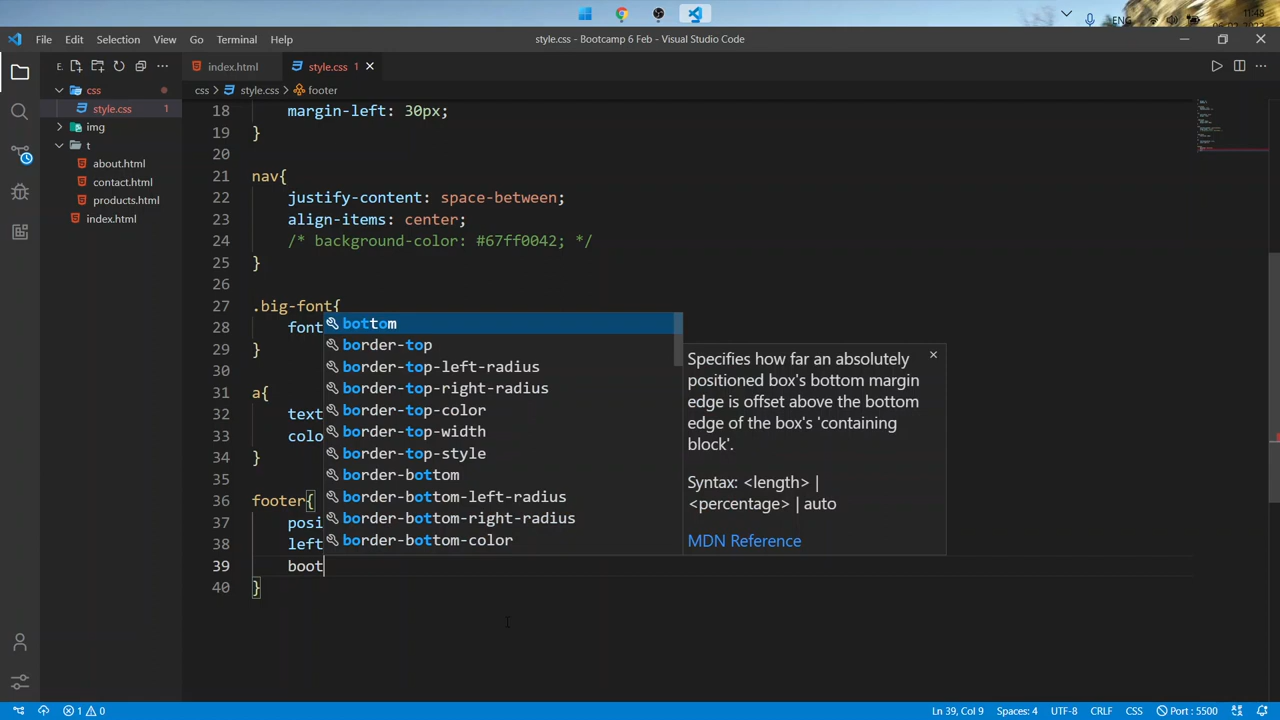 ENG
11:48
File Edit Selection View Go Terminal Help
style.css - Bootcamp 6 Feb - Visual Studio Code
E.
index.html
style.css 1
css
style.css 1
img
t
about.html
contact.html
products.html
index.html
css > style.css > footer
18 margin-left: 30px;
19 }
20
21 nav{
22 justify-content: space-between;
23 align-items: center;
24 /* background-color: #67ff0042; */
25 }
26
27 .big-font{
28 font
29 }
30
31 a{
32 text
33 colo
34 }
35
36 footer{
37 posi
38 left
39 boot
40 }
bottom
border-top
border-top-left-radius
border-top-right-radius
border-top-color
border-top-width
border-top-style
border-bottom
border-bottom-left-radius
border-bottom-right-radius
border-bottom-color
Specifies how far an absolutely
positioned box's bottom margin
edge is offset above the bottom
edge of the box's 'containing
block'.
Syntax: <length> |
<percentage> | auto
MDN Reference
1 0
Ln 39, Col 9 Spaces: 4 UTF-8 CRLF CSS Port : 5500